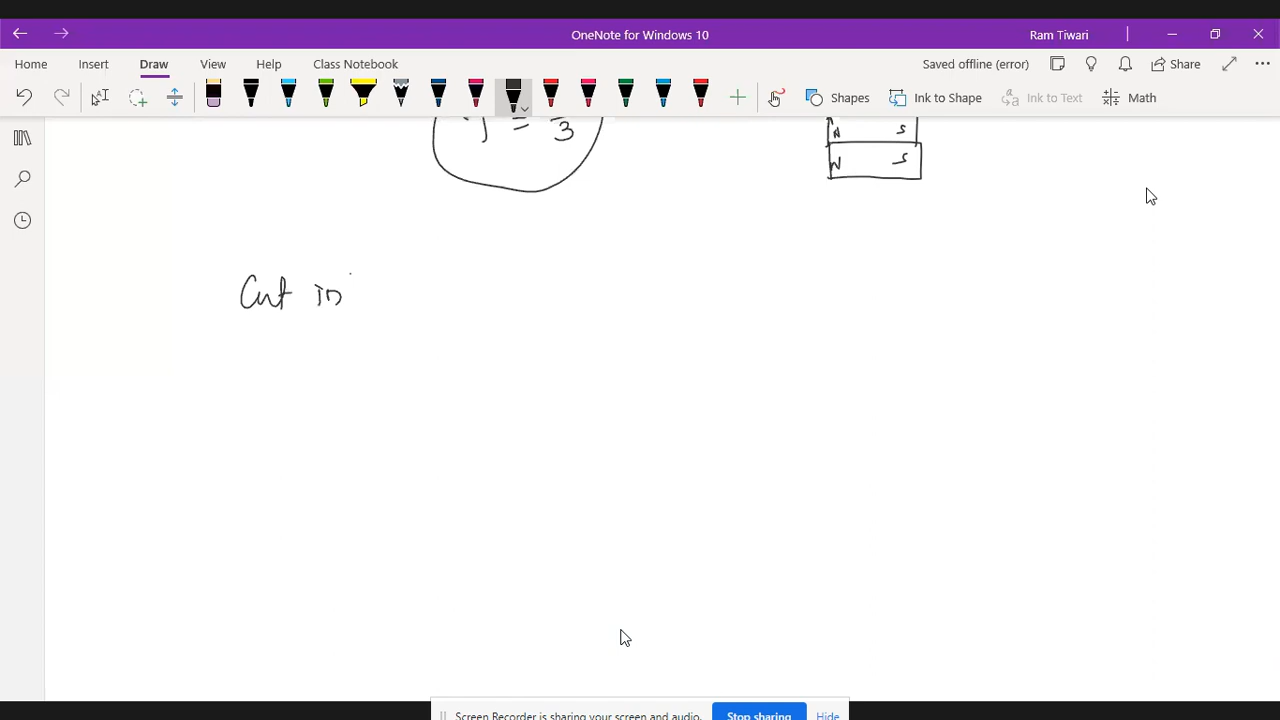 OneNote for Windows 10
Ram Tiwari
Home Insert Draw View Help Class Notebook
Saved offline (error) Share
Shapes Ink to Shape Ink to Text Math
= 3
N S
N S
Cut in
Screen Recorder is sharing your screen and audio. Stop sharing Hide